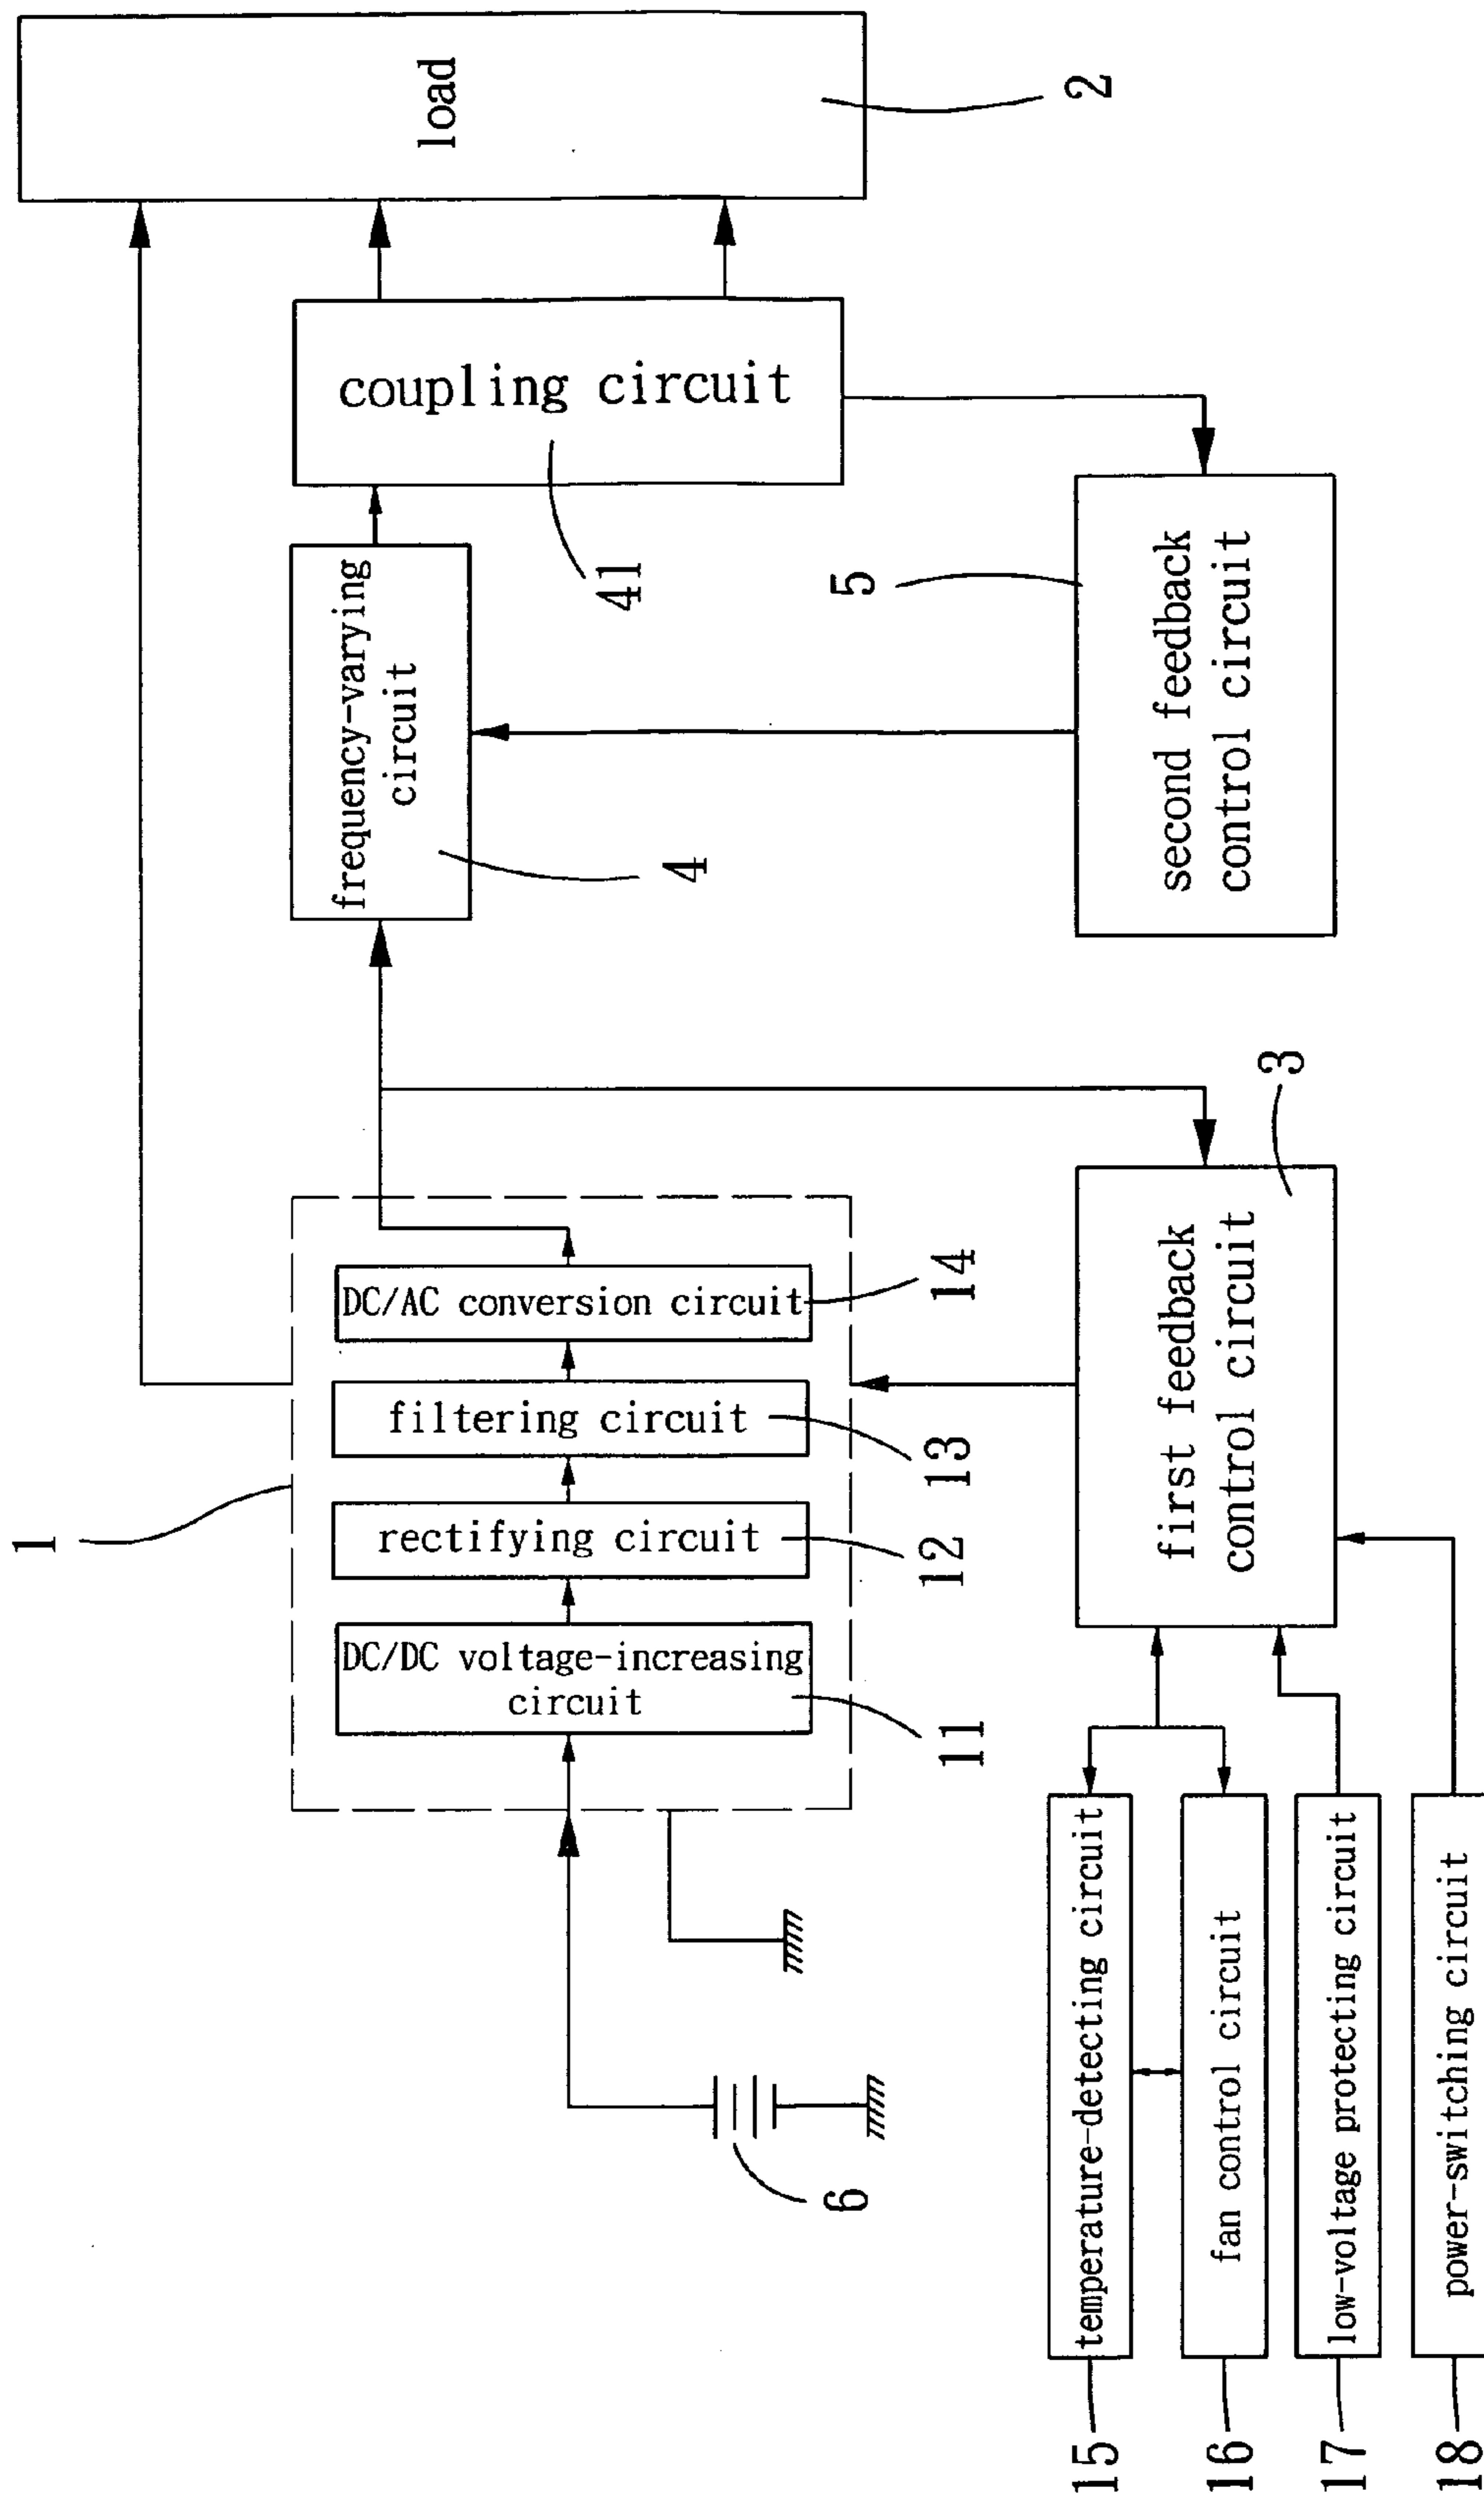 1
DC/DC voltage-increasing
circuit
11
rectifying circuit
12
filtering circuit
13
DC/AC conversion circuit
14
6
frequency-varying
circuit
4
coupling circuit
41
load
2
temperature-detecting circuit
15
fan control circuit
16
low-voltage protecting circuit
17
power-switching circuit
18
first feedback
control circuit
3
second feedback
control circuit
5